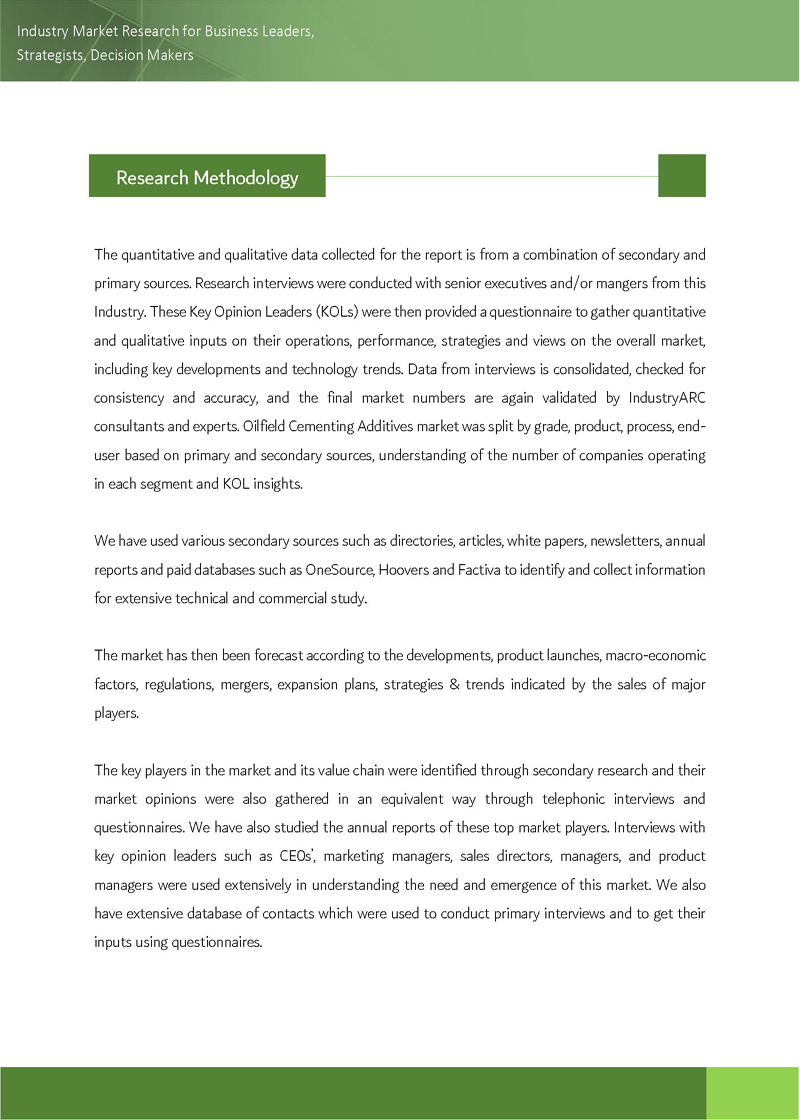 Industry Market Research for Business Leaders,
Strategists, Decision Makers
Research Methodology
The quantitative and qualitative data collected for the report is from a combination of secondary and
primary sources. Research interviews were conducted with senior executives and/or mangers from this
Industry. These Key Opinion Leaders (KOLs) were then provided a questionnaire to gather quantitative
and qualitative inputs on their operations, performance, strategies and views on the overall market,
including key developments and technology trends. Data from interviews is consolidated, checked for
consistency and accuracy, and the final market numbers are again validated by IndustryARC
consultants and experts. Oilfield Cementing Additives market was split by grade, product, process, end-
user based on primary and secondary sources, understanding of the number of companies operating
in each segment and KOL insights.
We have used various secondary sources such as directories, articles, white papers, newsletters, annual
reports and paid databases such as OneSource, Hoovers and Factiva to identify and collect information
for extensive technical and commercial study.
The market has then been forecast according to the developments, product launches, macro-economic
factors, regulations, mergers, expansion plans, strategies & trends indicated by the sales of major
players.
The key players in the market and its value chain were identified through secondary research and their
market opinions were also gathered in an equivalent way through telephonic interviews and
questionnaires. We have also studied the annual reports of these top market players. Interviews with
key opinion leaders such as CEOs', marketing managers, sales directors, managers, and product
managers were used extensively in understanding the need and emergence of this market. We also
have extensive database of contacts which were used to conduct primary interviews and to get their
inputs using questionnaires.